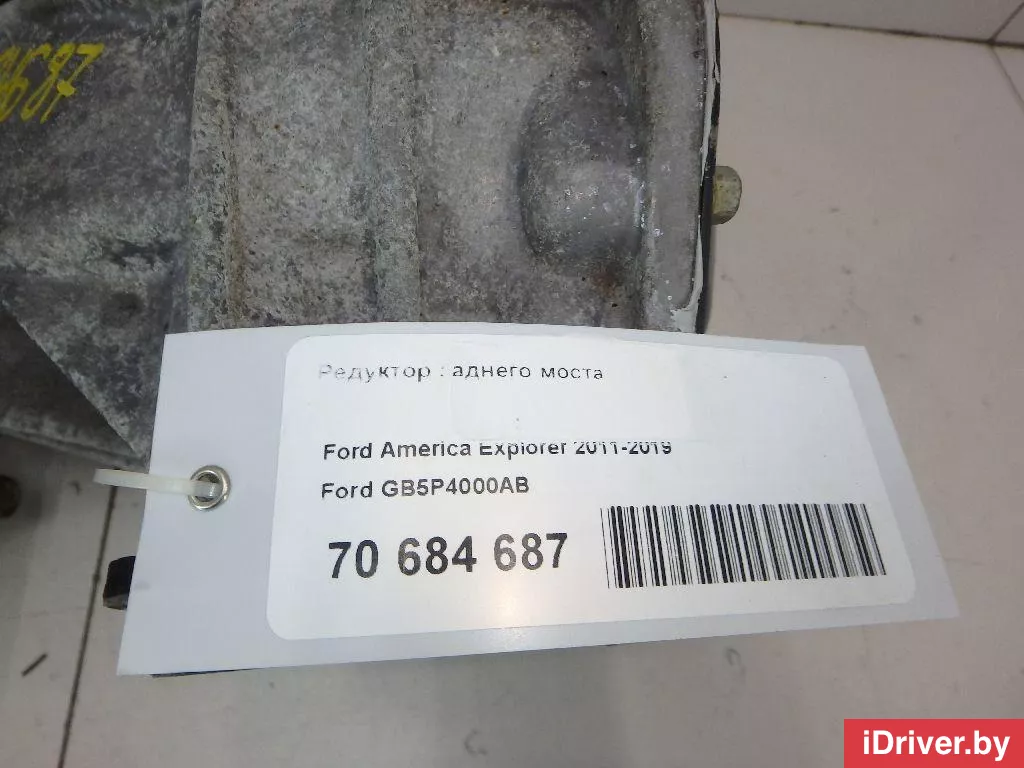 Редуктор : аднего моста
Ford America Explorer 2011-2019
Ford GB5P4000AB
70 684 687
iDriver.by